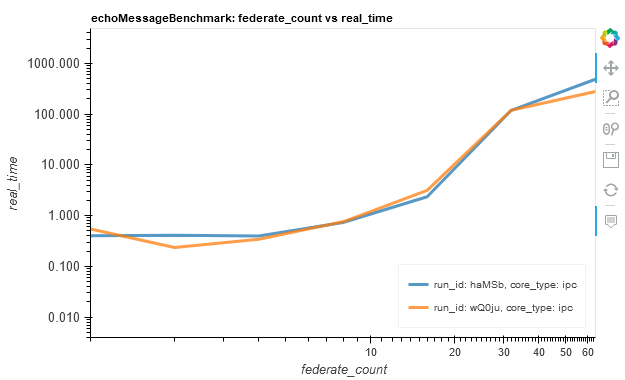 echoMessageBenchmark: federate_count vs real_time
1000.000
100.000
10.000
1.000
0.100
0.010
real_time
run_id: haMSb, core_type: ipc
run_id: wQ0ju, core_type: ipc
10 20 30 40 50 60
federate_count